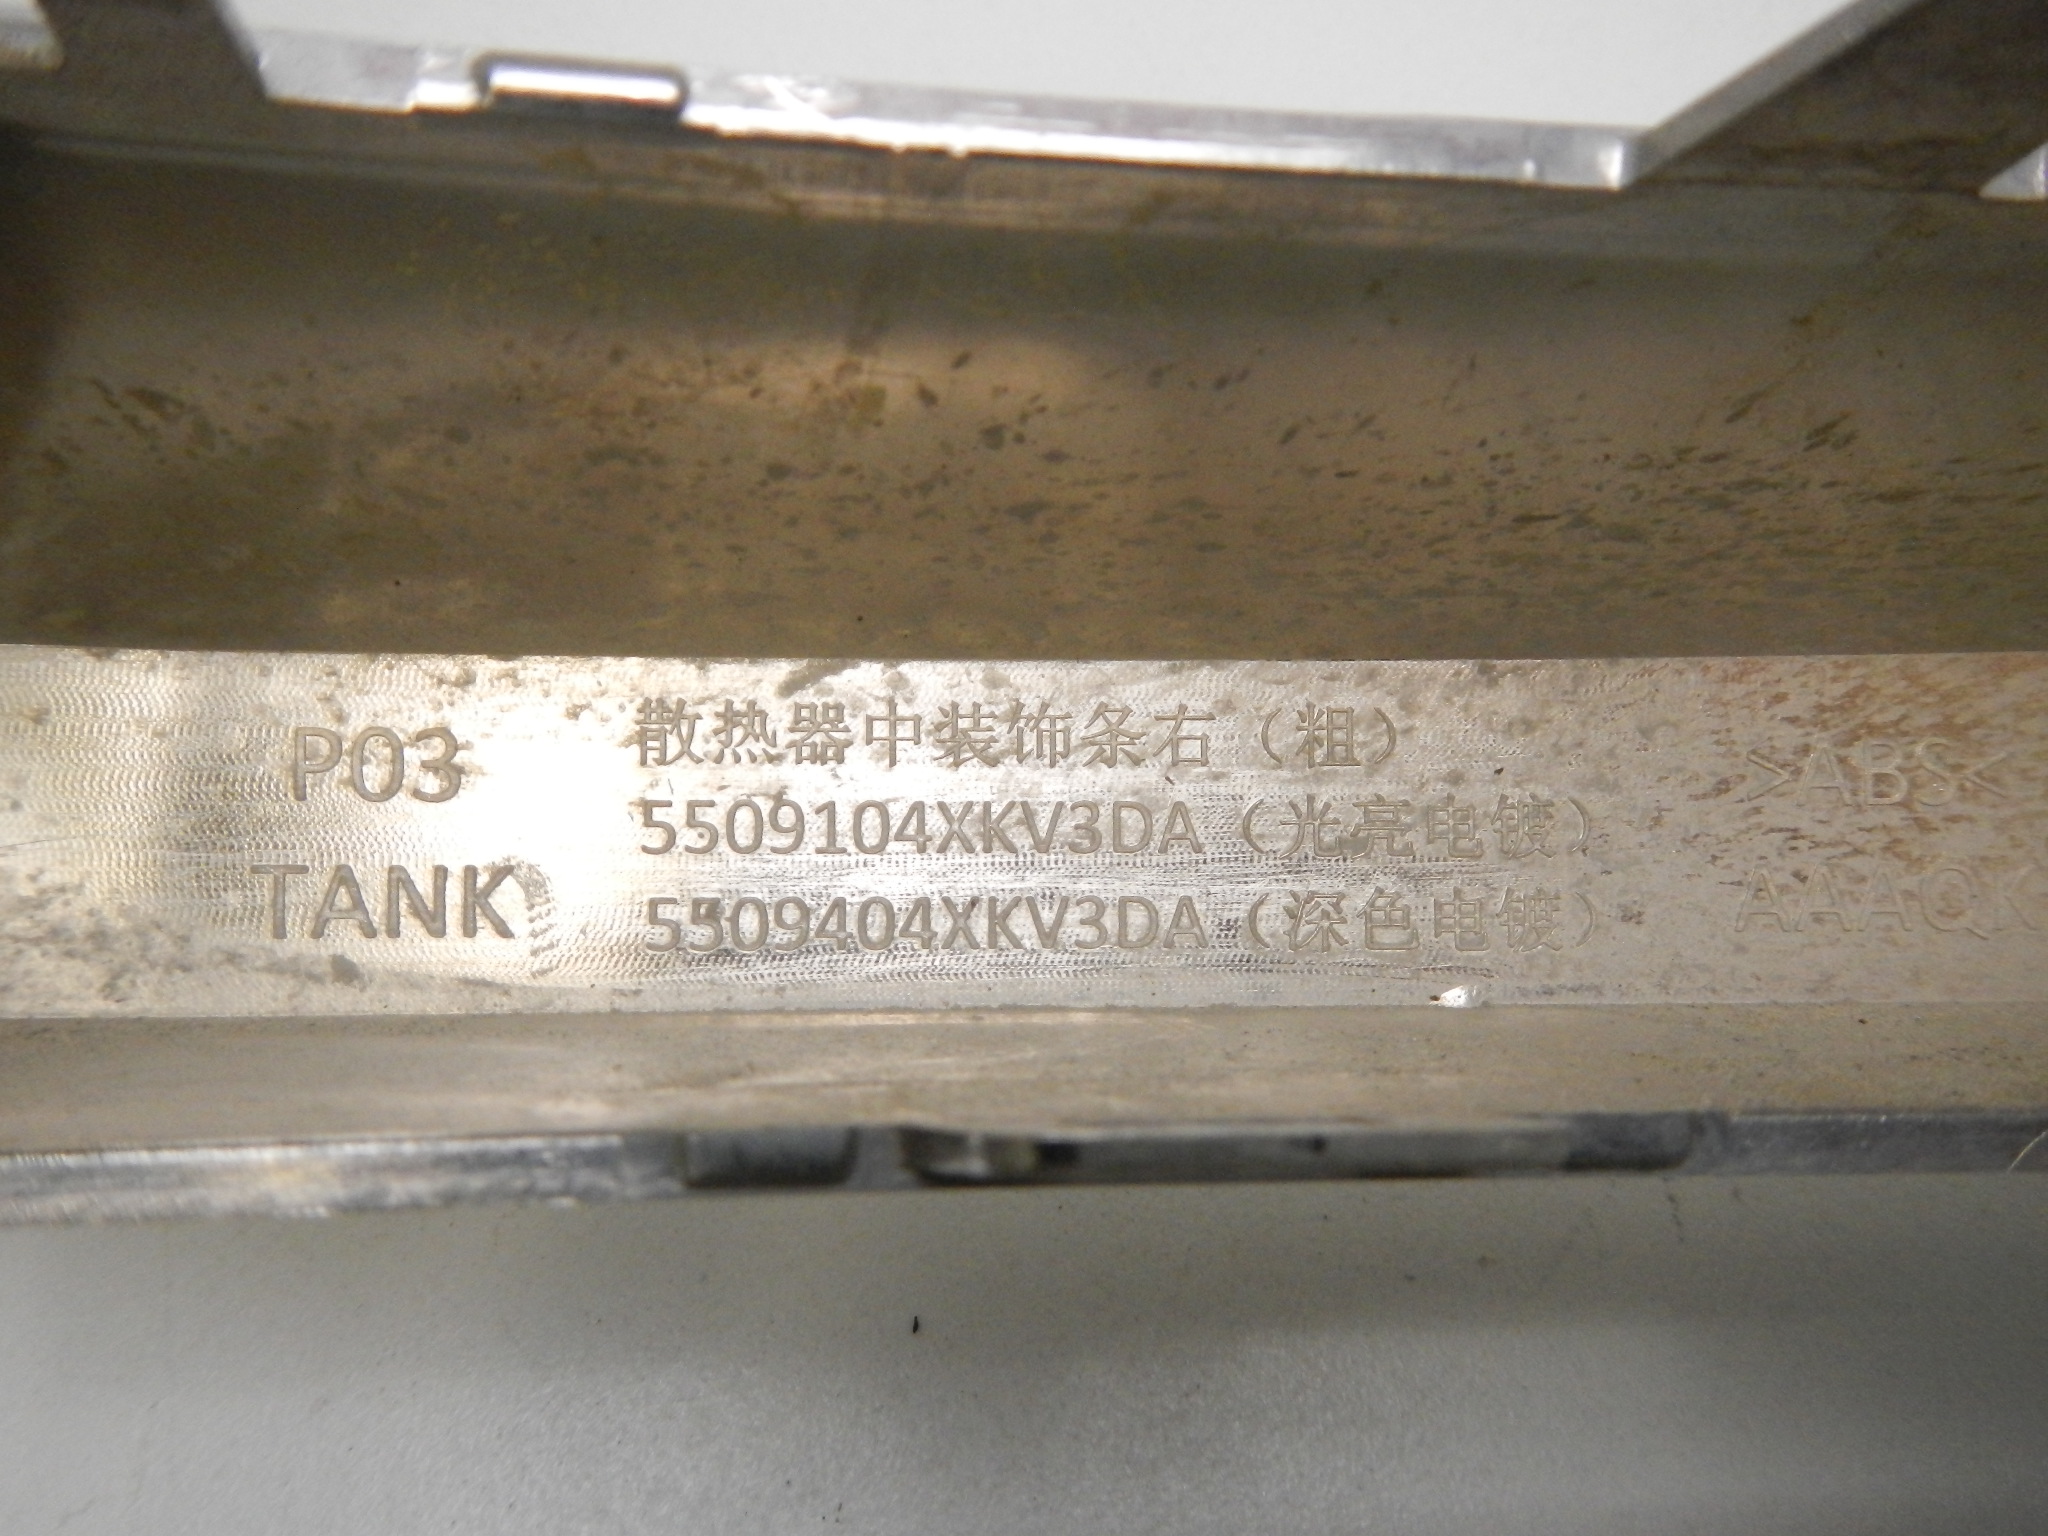 P03
TANK
散热器中装饰条右（粗）
5509104XKV3DA（光亮电镀）
5509404XKV3DA（深色电镀）
>ABS<
AAAQK